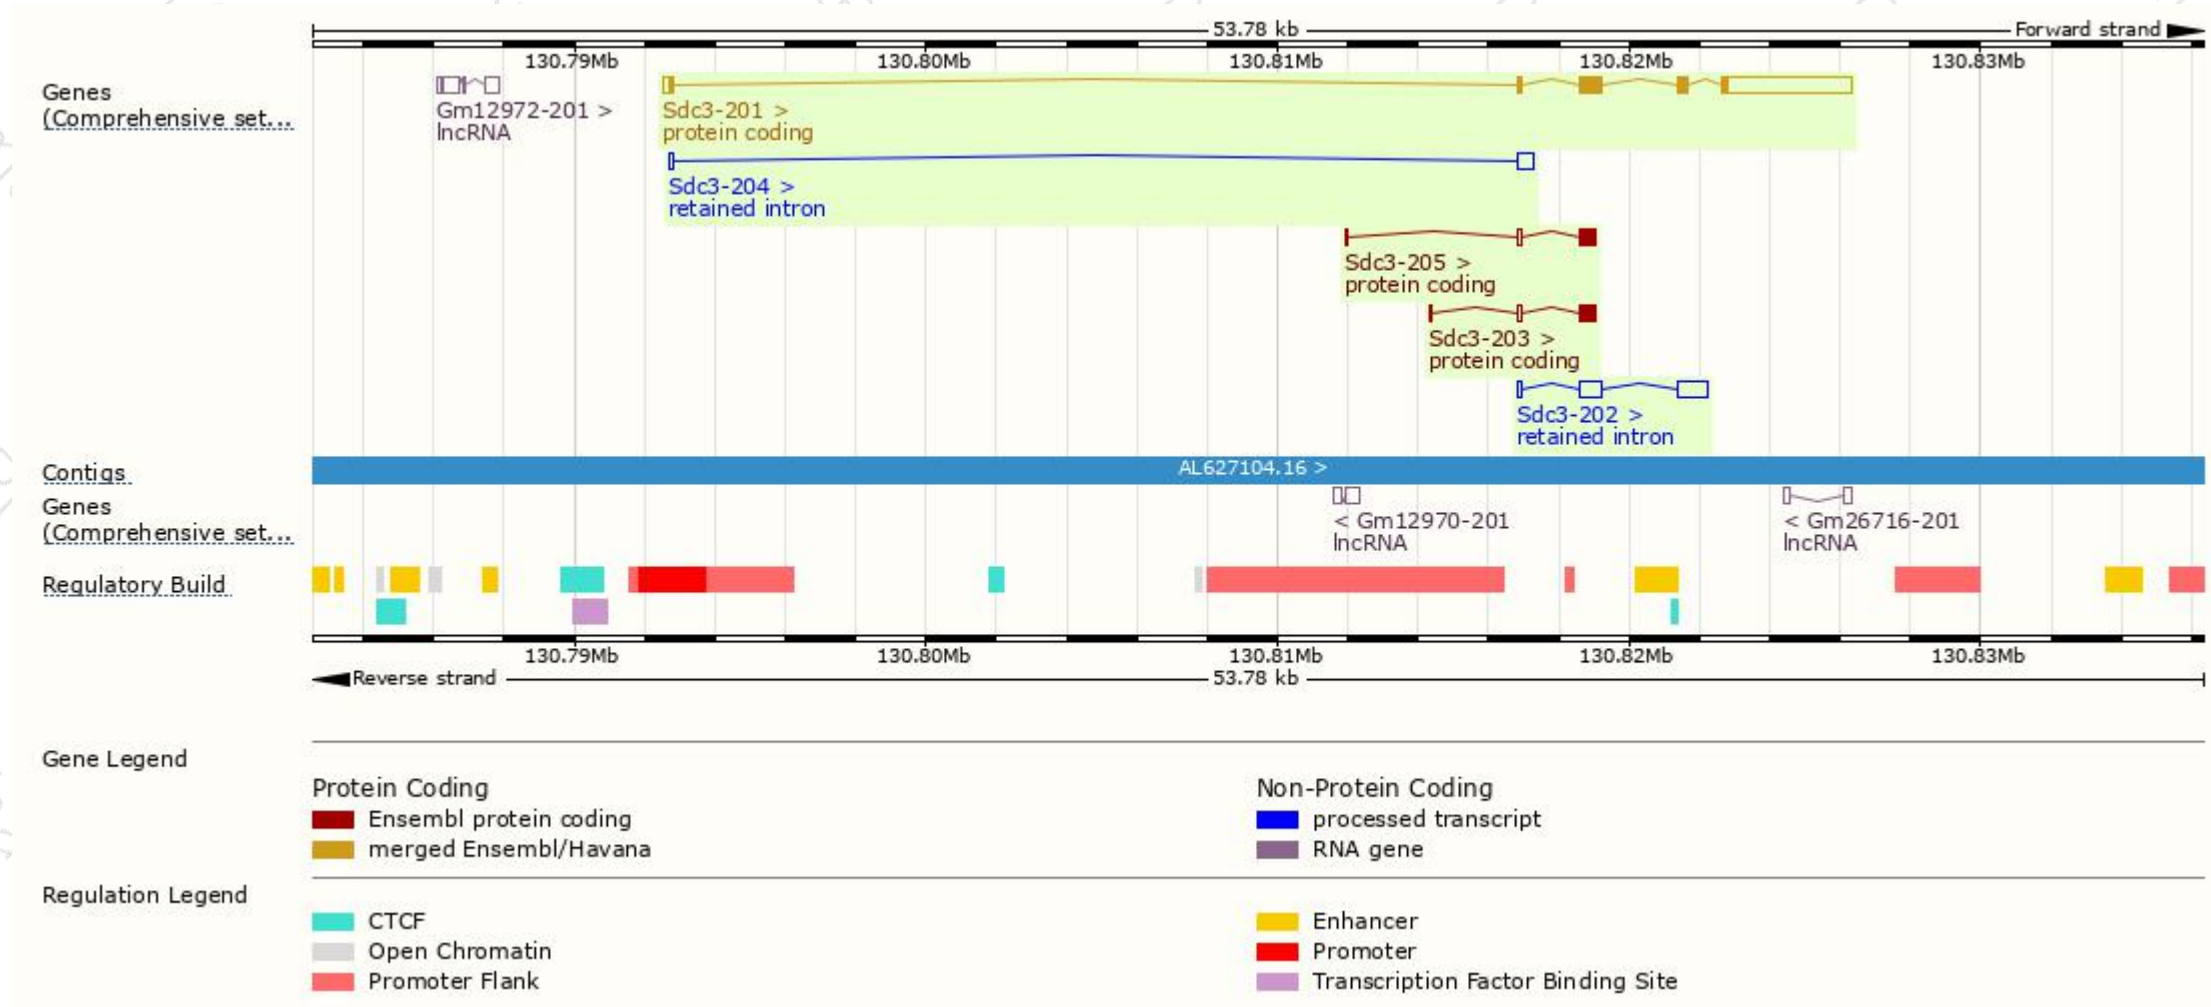 53.78 kb Forward strand
130.79Mb 130.80Mb 130.81Mb 130.82Mb 130.83Mb
Genes
(Comprehensive set...
Gm12972-201 >
lncRNA
Sdc3-201 >
protein coding
Sdc3-204 >
retained intron
Sdc3-205 >
protein coding
Sdc3-203 >
protein coding
Sdc3-202 >
retained intron
Contigs
AL627104.16 >
Genes
(Comprehensive set...
< Gm12970-201
lncRNA
< Gm26716-201
lncRNA
Regulatory Build
130.79Mb 130.80Mb 130.81Mb 130.82Mb 130.83Mb
Reverse strand 53.78 kb
Gene Legend
Protein Coding
Ensembl protein coding
merged Ensembl/Havana
Non-Protein Coding
processed transcript
RNA gene
Regulation Legend
CTCF
Open Chromatin
Promoter Flank
Enhancer
Promoter
Transcription Factor Binding Site